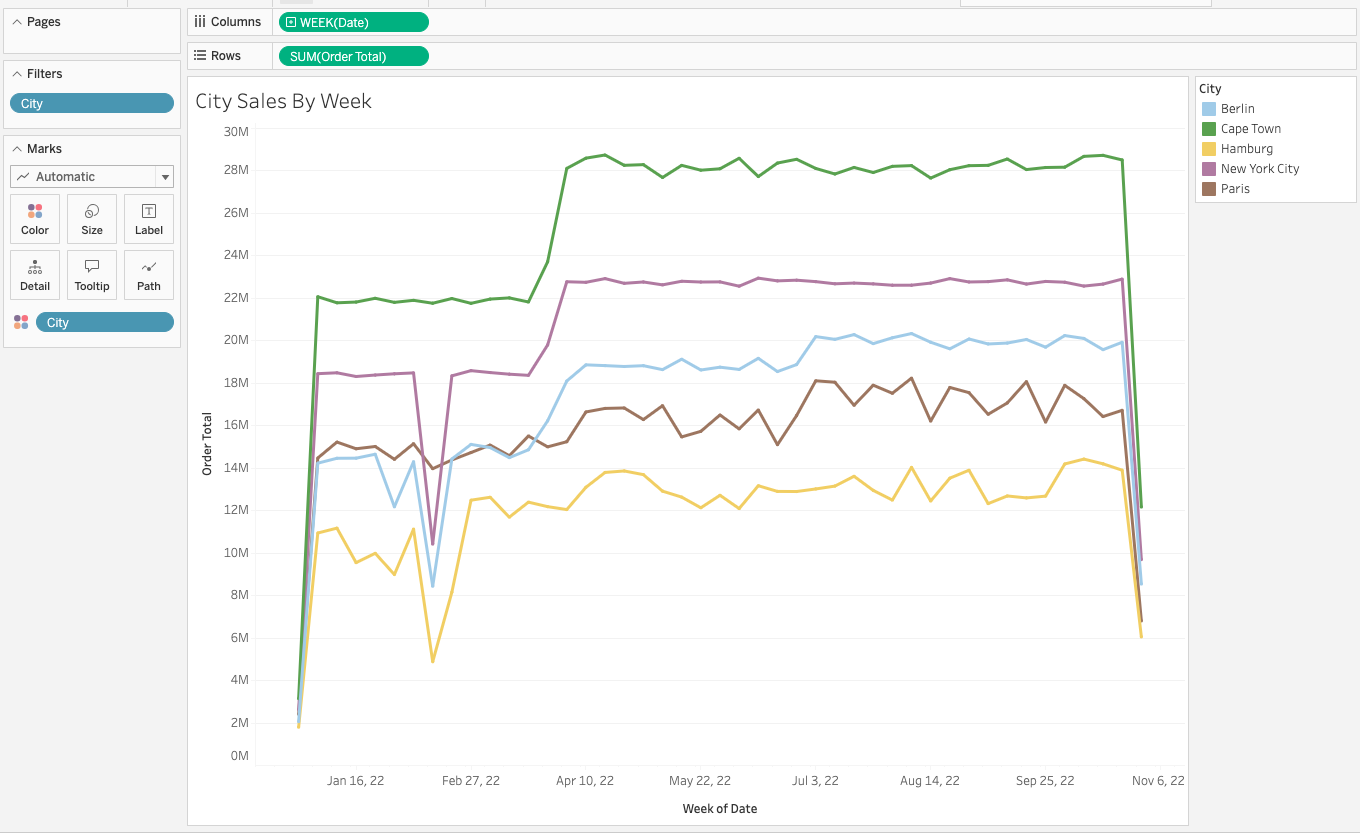 Pages
Columns
WEEK(Date)
Rows
SUM(Order Total)
Filters
City
Marks
Automatic
Color
Size
Label
Detail
Tooltip
Path
City
City Sales By Week
30M
28M
26M
24M
22M
20M
18M
16M
14M
12M
10M
8M
6M
4M
2M
0M
Order Total
Jan 16, 22
Feb 27, 22
Apr 10, 22
May 22, 22
Jul 3, 22
Aug 14, 22
Sep 25, 22
Nov 6, 22
Week of Date
City
Berlin
Cape Town
Hamburg
New York City
Paris